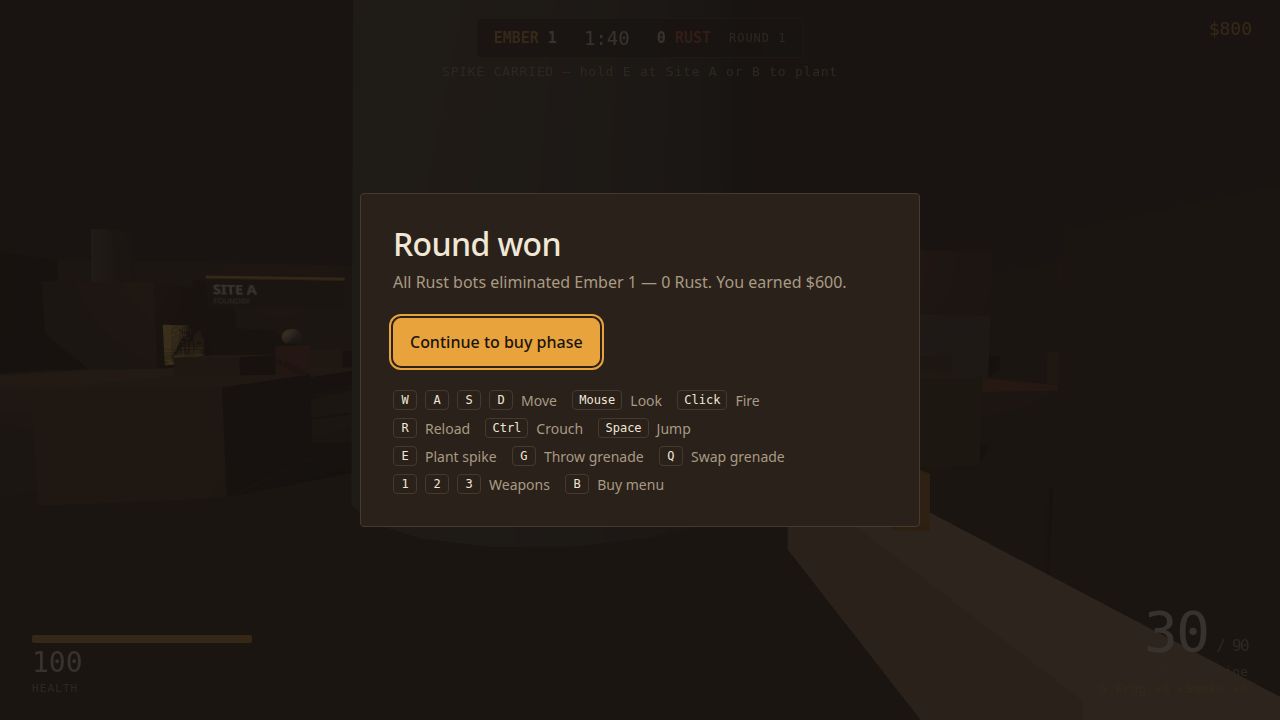 EMBER 1 1:40 0 RUST ROUND 1
$800
SPIKE CARRIED — hold E at Site A or B to plant
SITE A
FOUNDRY
Round won
All Rust bots eliminated Ember 1 — 0 Rust. You earned $600.
Continue to buy phase
W A S D Move Mouse Look Click Fire
R Reload Ctrl Crouch Space Jump
E Plant spike G Throw grenade Q Swap grenade
1 2 3 Weapons B Buy menu
30 / 90
100
HEALTH